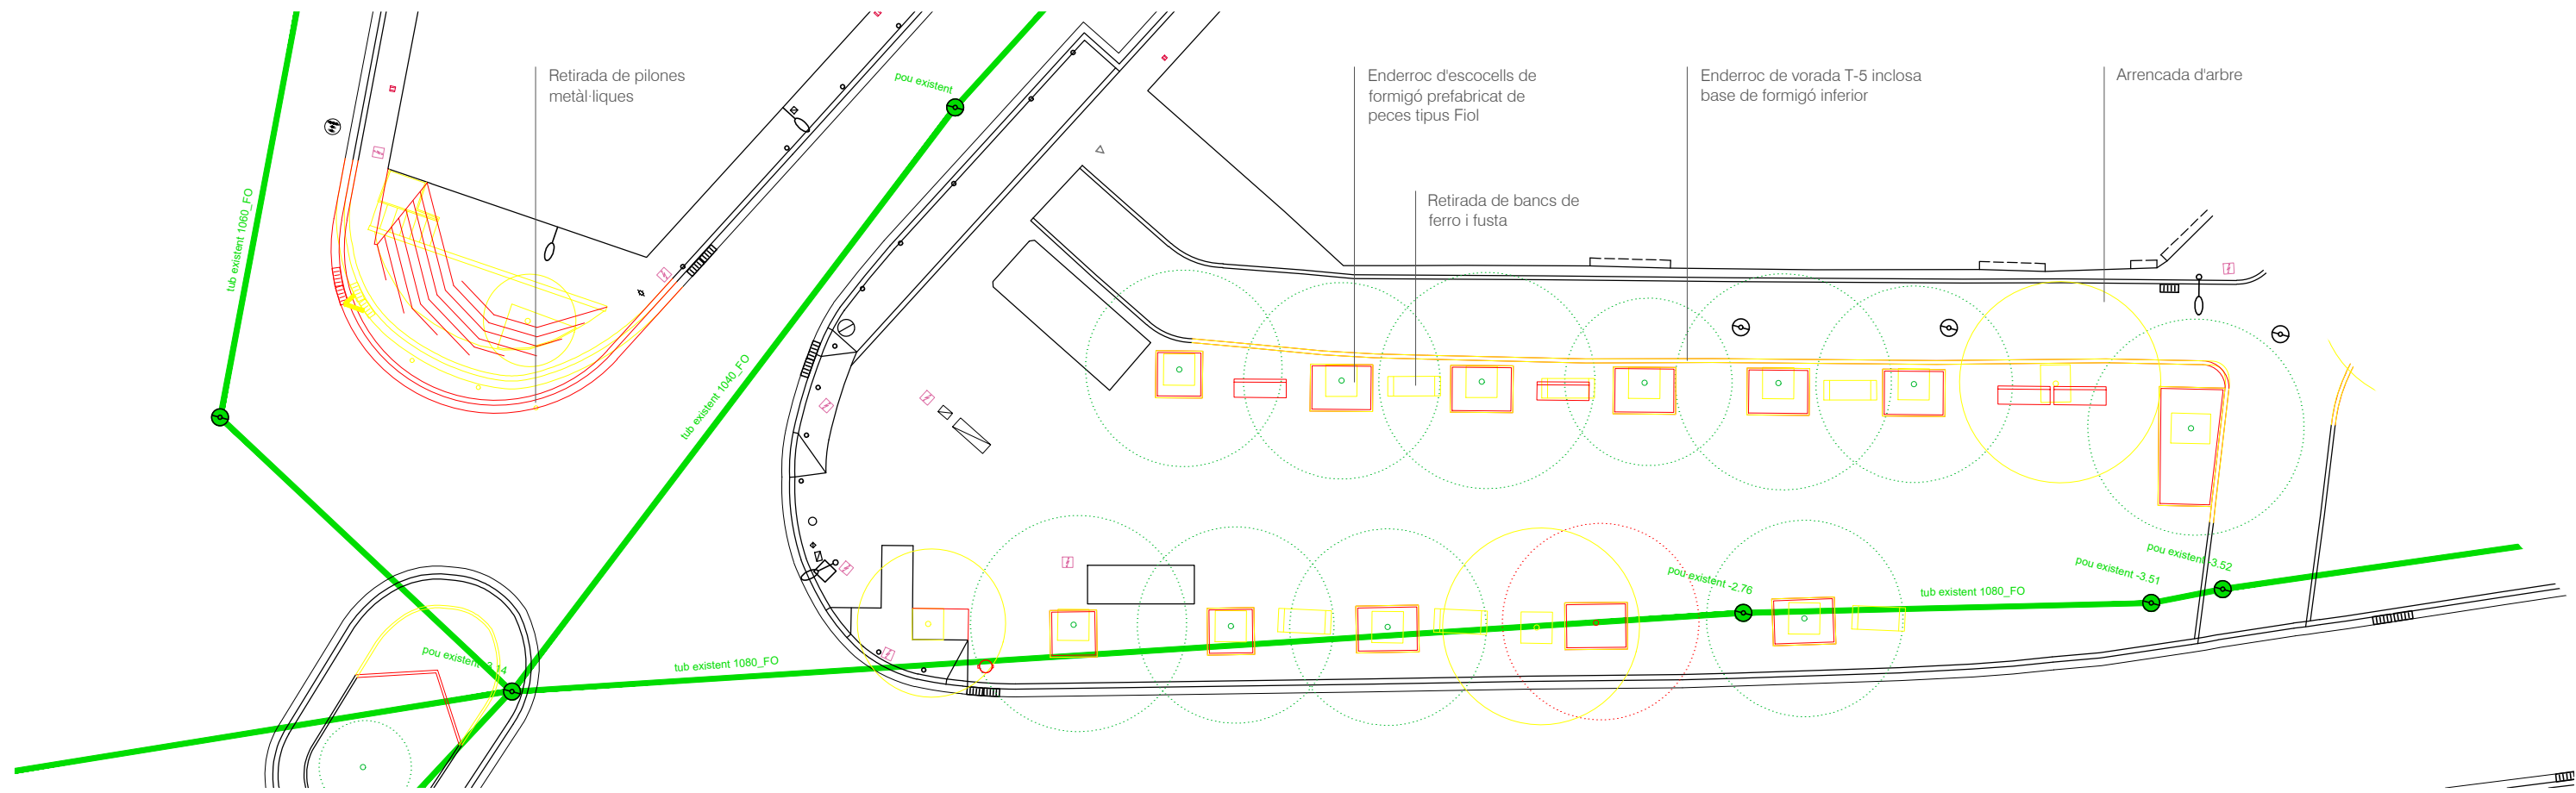 Retirada de pilones
metàl·liques
Enderroc d'escocells de
formigó prefabricat de
peces tipus Fiol
Enderroc de vorada T-5 inclosa
base de formigó inferior
Arrencada d'arbre
Retirada de bancs de
ferro i fusta
pou existent
tub existent 1060_FO
tub existent 1040_FO
pou existent -2.76
pou existent -3.51
pou existent -3.52
tub existent 1080_FO
tub existent 1080_FO
pou existent